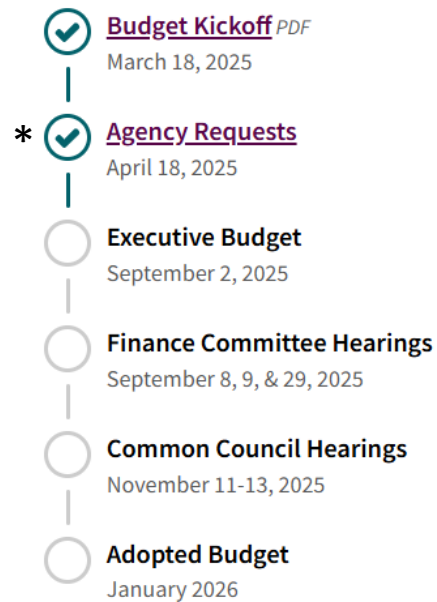 Budget Kickoff PDF
March 18, 2025
* Agency Requests
April 18, 2025
Executive Budget
September 2, 2025
Finance Committee Hearings
September 8, 9, & 29, 2025
Common Council Hearings
November 11-13, 2025
Adopted Budget
January 2026